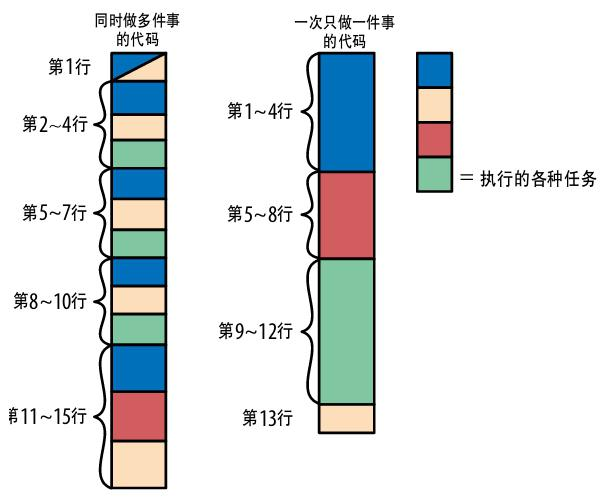 同时做多件事
的代码
第1行
第2~4行
第5~7行
第8~10行
第11~15行
一次只做一件事
的代码
第1~4行
第5~8行
第9~12行
第13行
= 执行的各种任务